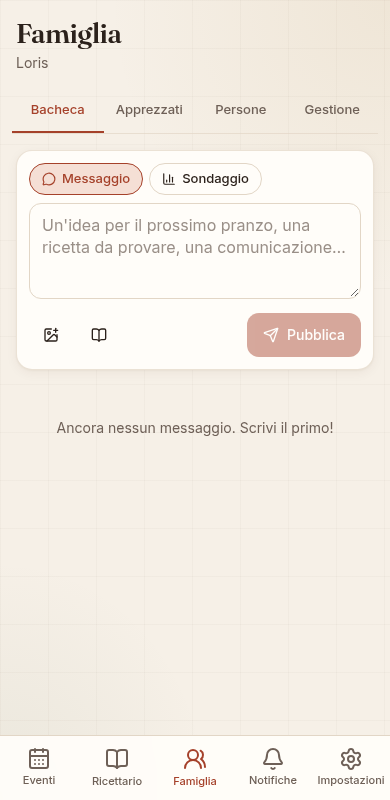 Famiglia
Loris
Bacheca Apprezzati Persone Gestione
Messaggio Sondaggio
Un'idea per il prossimo pranzo, una
ricetta da provare, una comunicazione...
Pubblica
Ancora nessun messaggio. Scrivi il primo!
Eventi Ricettario Famiglia Notifiche Impostazioni